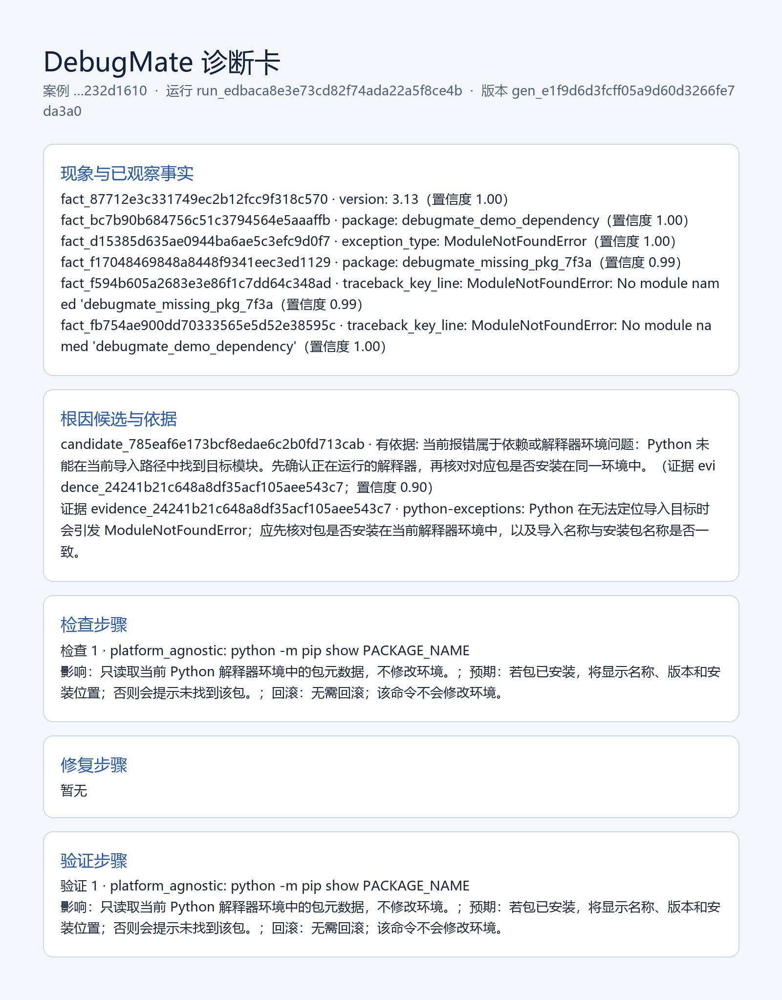 DebugMate 诊断卡
案例 ...232d1610 · 运行 run_edbaca8e3e73cd82f74ada22a5f8ce4b · 版本 gen_e1f9d6d3fcff05a9d60d3266fe7
da3a0
现象与已观察事实
fact_87712e3c331749ec2b12fcc9f318c570 · version: 3.13（置信度 1.00）
fact_bc7b90b684756c51c3794564e5aaaffb · package: debugmate_demo_dependency（置信度 1.00）
fact_d15385d635ae0944ba6ae5c3efc9d0f7 · exception_type: ModuleNotFoundError（置信度 1.00）
fact_f17048469848a8448f9341eec3ed1129 · package: debugmate_missing_pkg_7f3a（置信度 0.99）
fact_f594b605a2683e3e86f1c7dd64c348ad · traceback_key_line: ModuleNotFoundError: No module nam
ed 'debugmate_missing_pkg_7f3a（置信度 0.99）
fact_fb754ae900dd70333565e5d52e38595c · traceback_key_line: ModuleNotFoundError: No module na
med 'debugmate_demo_dependency'（置信度 1.00）
根因候选与依据
candidate_785eaf6e173bcf8edae6c2b0fd713cab · 有依据: 当前报错属于依赖或解释器环境问题：Python 未
能在当前导入路径中找到目标模块。先确认正在运行的解释器，再核对对应包是否安装在同一环境中。（证据 evi
dence_24241b21c648a8df35acf105aee543c7；置信度 0.90）
证据 evidence_24241b21c648a8df35acf105aee543c7 · python-exceptions: Python 在无法定位导入目标时
会引发 ModuleNotFoundError；应先核对包是否安装在当前解释器环境中，以及导入名称与安装包名称是否一
致。
检查步骤
检查 1 · platform_agnostic: python -m pip show PACKAGE_NAME
影响：只读取当前 Python 解释器环境中的包元数据，不修改环境。；预期：若包已安装，将显示名称、版本和安
装位置；否则会提示未找到该包。；回滚：无需回滚；该命令不会修改环境。
修复步骤
暂无
验证步骤
验证 1 · platform_agnostic: python -m pip show PACKAGE_NAME
影响：只读取当前 Python 解释器环境中的包元数据，不修改环境。；预期：若包已安装，将显示名称、版本和安
装位置；否则会提示未找到该包。；回滚：无需回滚；该命令不会修改环境。